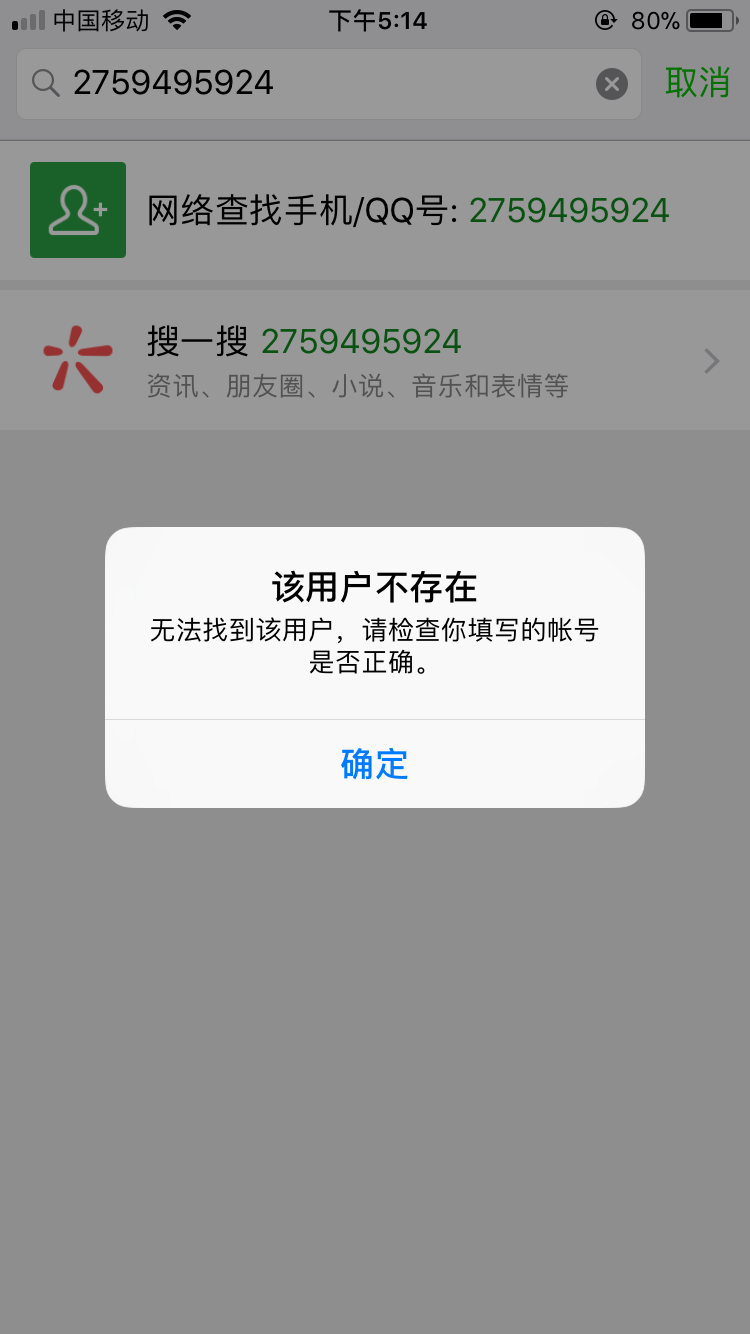 中国移动 下午5:14 80%
2759495924 取消
网络查找手机/QQ号: 2759495924
搜一搜 2759495924
资讯、朋友圈、小说、音乐和表情等
该用户不存在
无法找到该用户，请检查你填写的帐号
是否正确。
确定